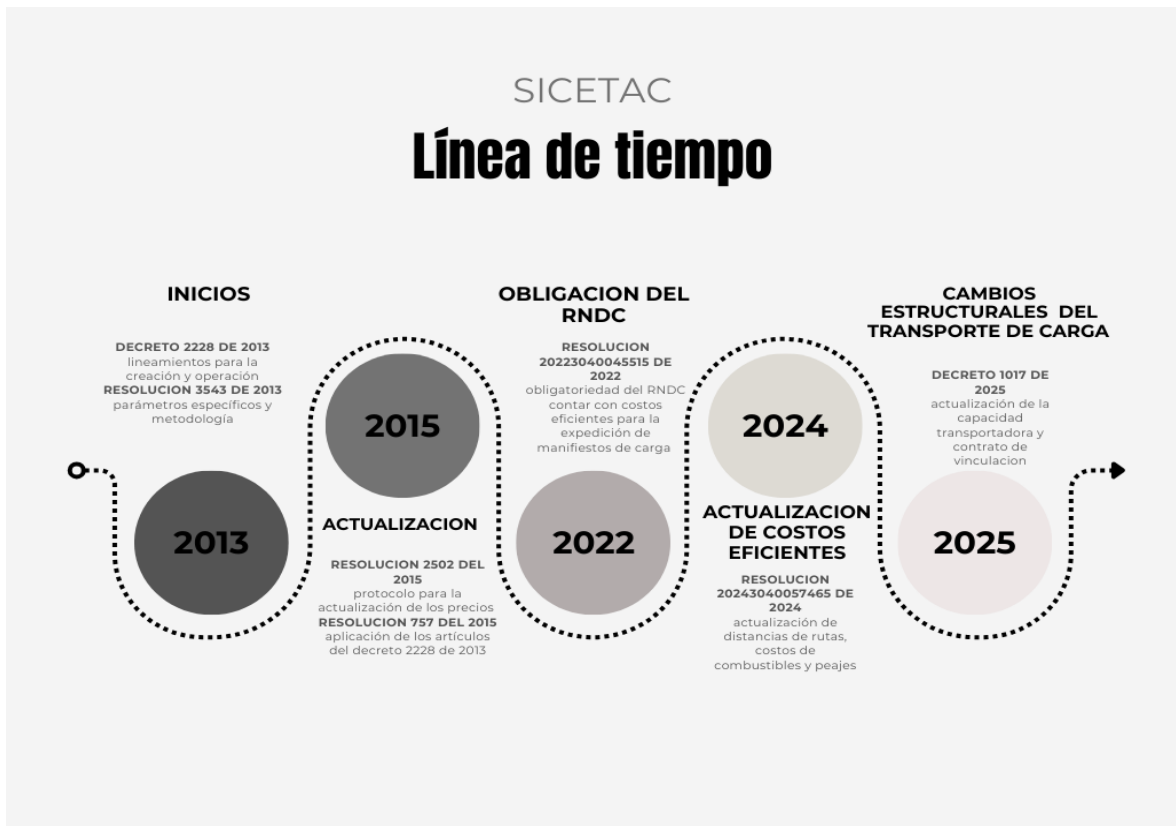 SICETAC
Línea de tiempo
INICIOS
DECRETO 2228 DE 2013
lineamientos para la
creación y operación
RESOLUCION 3543 DE 2013
parámetros específicos y
metodología
2013
2015
ACTUALIZACION
RESOLUCION 2502 DEL
2015
protocolo para la
actualización de los precios
RESOLUCION 757 DEL 2015
aplicación de los artículos
del decreto 2228 de 2013
OBLIGACION DEL
RNDC
RESOLUCION
20223040045515 DE
2022
obligatoriedad del RNDC
contar con costos
eficientes para la
expedición de
manifiestos de carga
2022
2024
ACTUALIZACION
DE COSTOS
EFICIENTES
RESOLUCION
20243040057465 DE
2024
actualización de
distancias de rutas,
costos de
combustibles y peajes
CAMBIOS
ESTRUCTURALES  DEL
TRANSPORTE DE CARGA
DECRETO 1017 DE
2025
actualización de la
capacidad
transportadora y
contrato de
vinculacion
2025